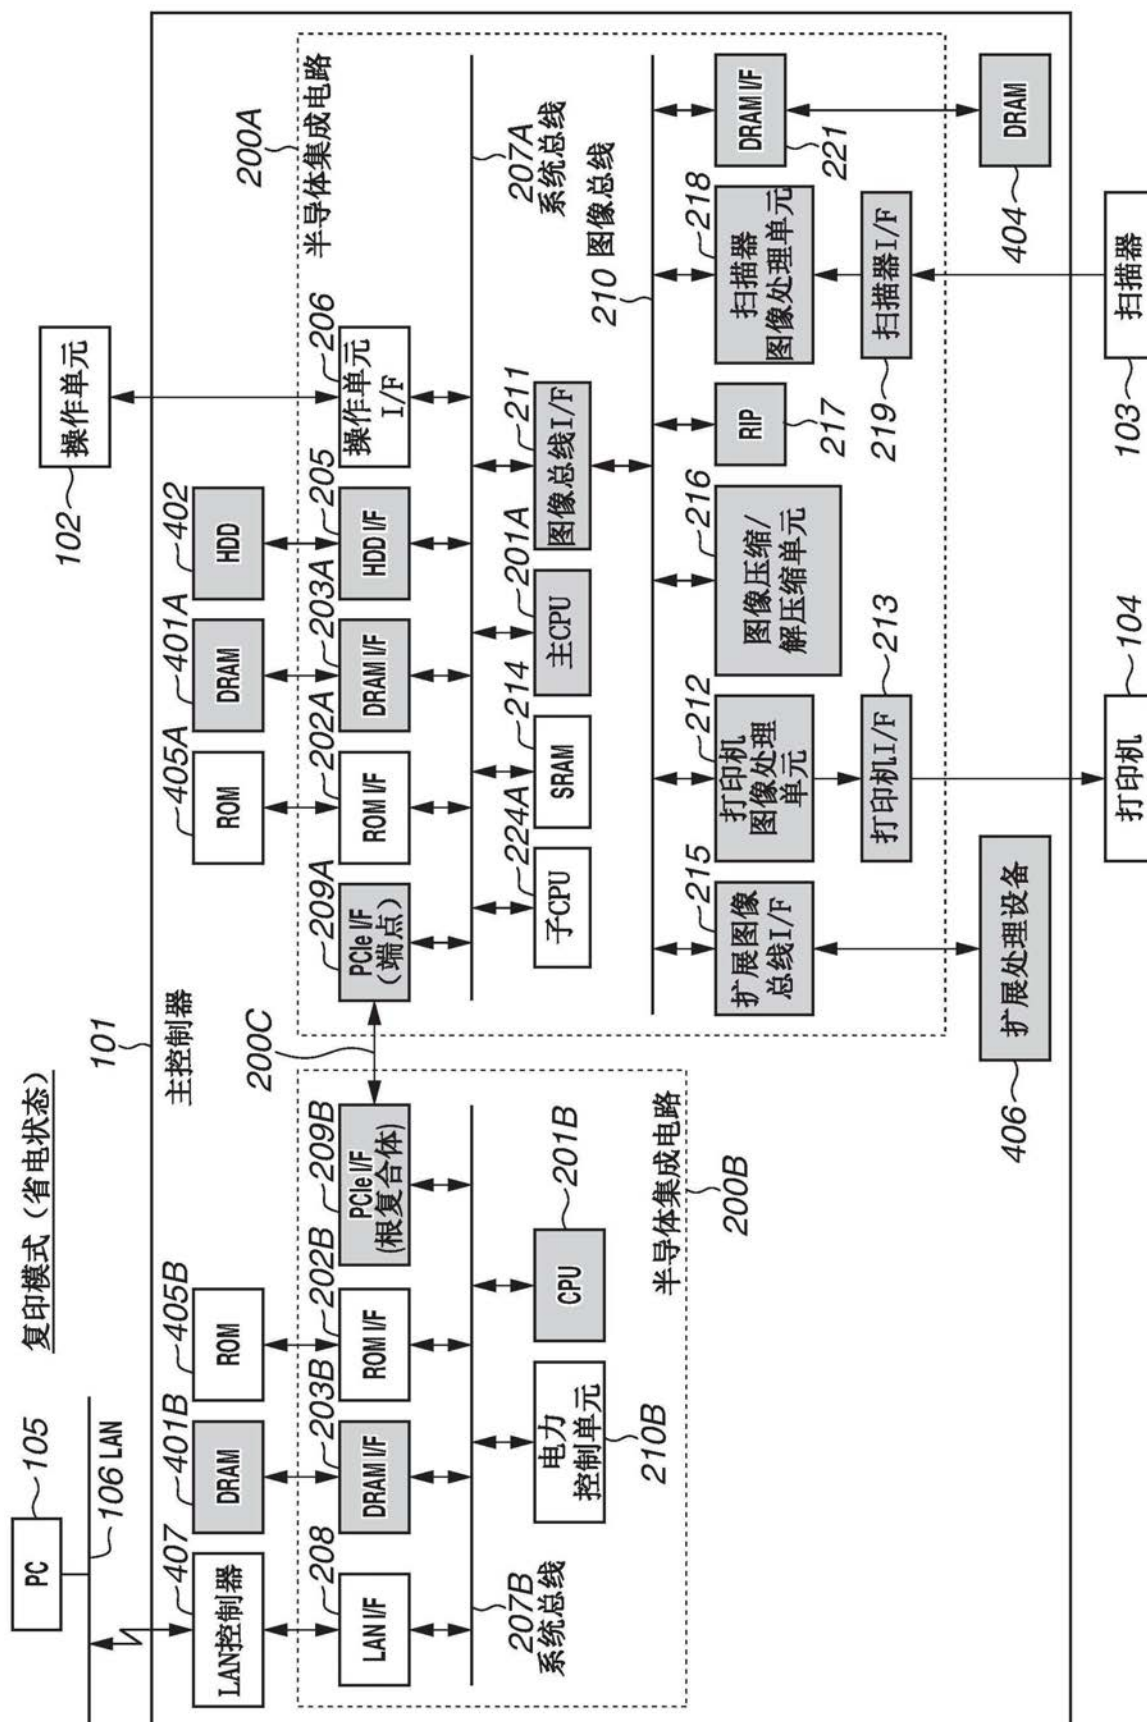 复印模式（省电状态）
PC
105
106 LAN
101
主控制器
操作单元
102
407
LAN控制器
401B
DRAM
405B
ROM
405A
ROM
401A
DRAM
402
HDD
208
LAN I/F
203B
DRAM I/F
202B
ROM I/F
209B
PCIe I/F
(根复合体)
200C
209A
PCIe I/F
（端点）
202A
ROM I/F
203A
DRAM I/F
205
HDD I/F
206
操作单元
I/F
200A
半导体集成电路
207B
系统总线
电力
控制单元
210B
CPU
201B
半导体集成电路
200B
224A
子CPU
214
SRAM
201A
主CPU
211
图像总线I/F
207A
系统总线
210 图像总线
215
扩展图像
总线I/F
212
打印机
图像处理
单元
216
图像压缩/
解压缩单元
RIP
217
218
扫描器
图像处理单元
DRAM I/F
221
213
打印机I/F
扫描器I/F
219
扩展处理设备
406
DRAM
404
104
打印机
扫描器
103